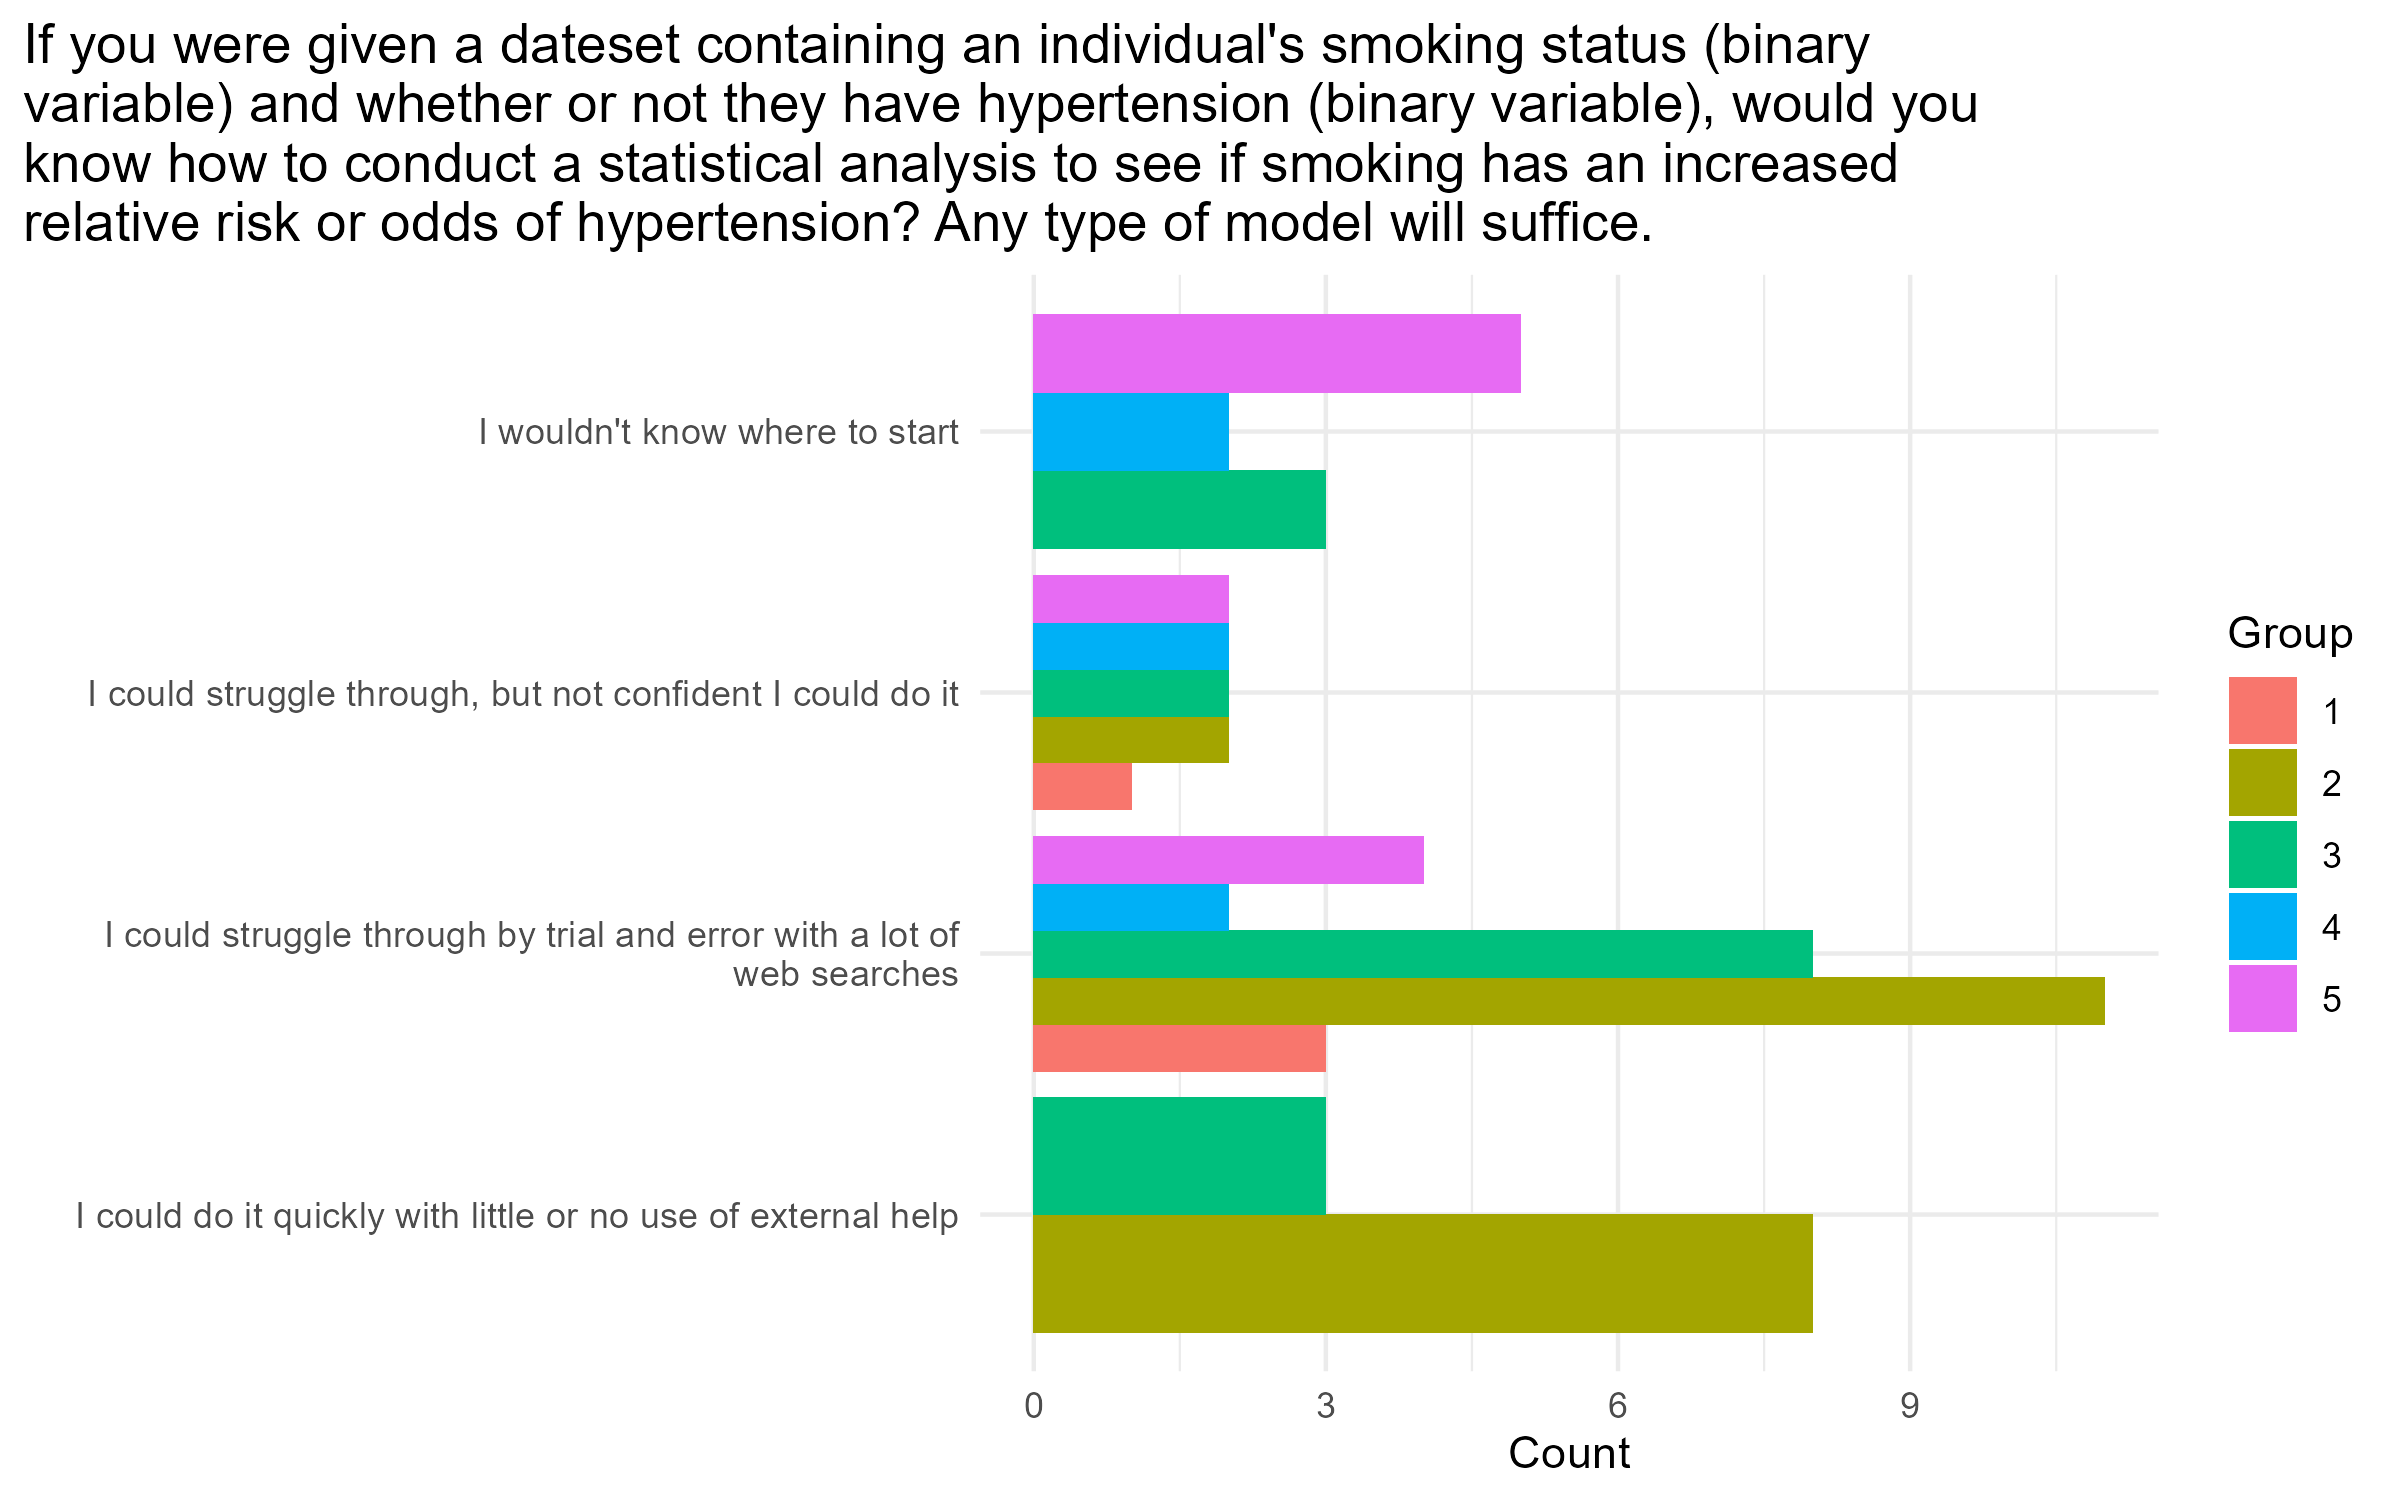 If you were given a dateset containing an individual's smoking status (binary
variable) and whether or not they have hypertension (binary variable), would you
know how to conduct a statistical analysis to see if smoking has an increased
relative risk or odds of hypertension? Any type of model will suffice.
I wouldn't know where to start
I could struggle through, but not confident I could do it
I could struggle through by trial and error with a lot of
web searches
I could do it quickly with little or no use of external help
0 3 6 9
Count
Group
1
2
3
4
5